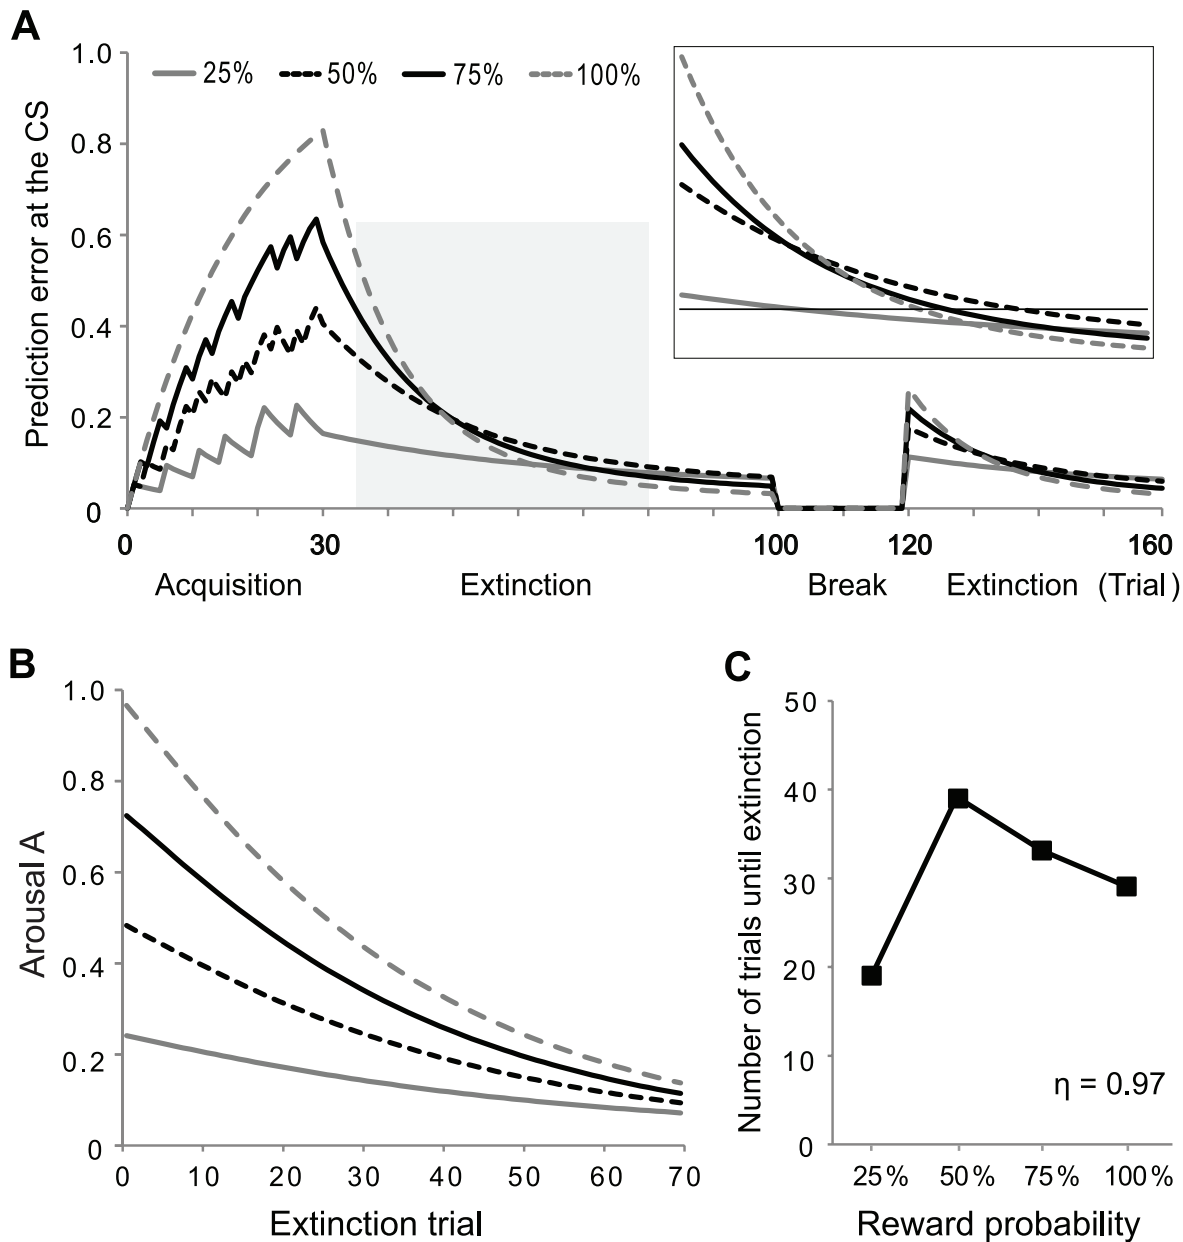 A
Prediction error at the CS
1.0
0.8
0.6
0.4
0.2
0
25% 50% 75% 100%
0 30 100 120 160
Acquisition Extinction Break Extinction (Trial)
B
Arousal A
1.0
0.8
0.6
0.4
0.2
0
0 10 20 30 40 50 60 70
Extinction trial
C
Number of trials until extinction
50
40
30
20
10
0
η = 0.97
25% 50% 75% 100%
Reward probability